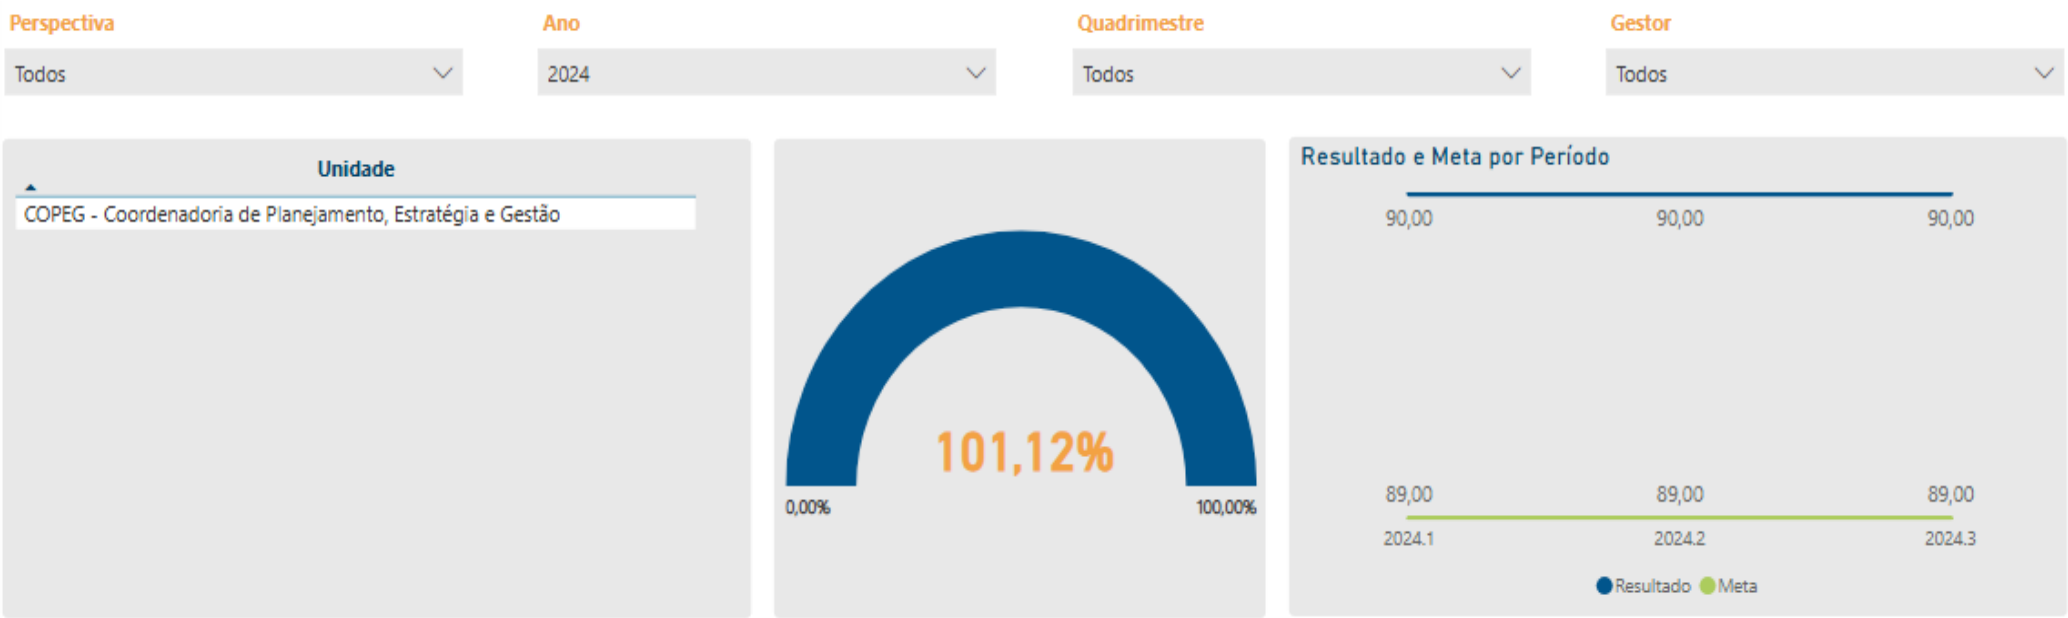 Perspectiva
Todos
Ano
2024
Quadrimestre
Todos
Gestor
Todos
Unidade
COPEG - Coordenadoria de Planejamento, Estratégia e Gestão
101,12%
0,00%
100,00%
Resultado e Meta por Período
90,00 90,00 90,00
89,00 89,00 89,00
2024.1 2024.2 2024.3
Resultado Meta